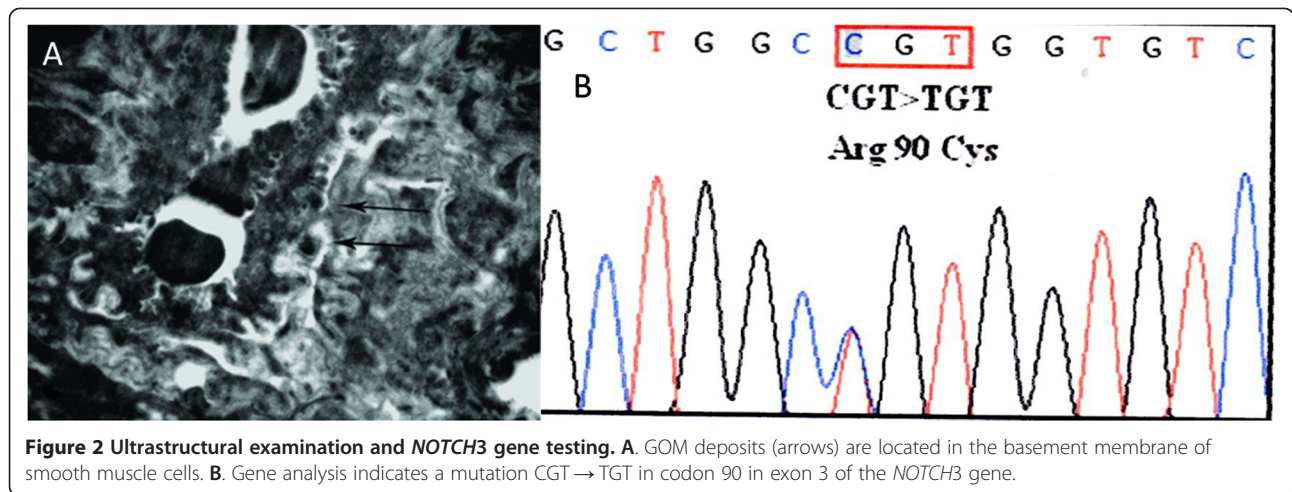 A
G C T G G C C G T G G T G T C
B
CGT>TGT
Arg 90 Cys
Figure 2 Ultrastructural examination and NOTCH3 gene testing. A. GOM deposits (arrows) are located in the basement membrane of
smooth muscle cells. B. Gene analysis indicates a mutation CGT → TGT in codon 90 in exon 3 of the NOTCH3 gene.